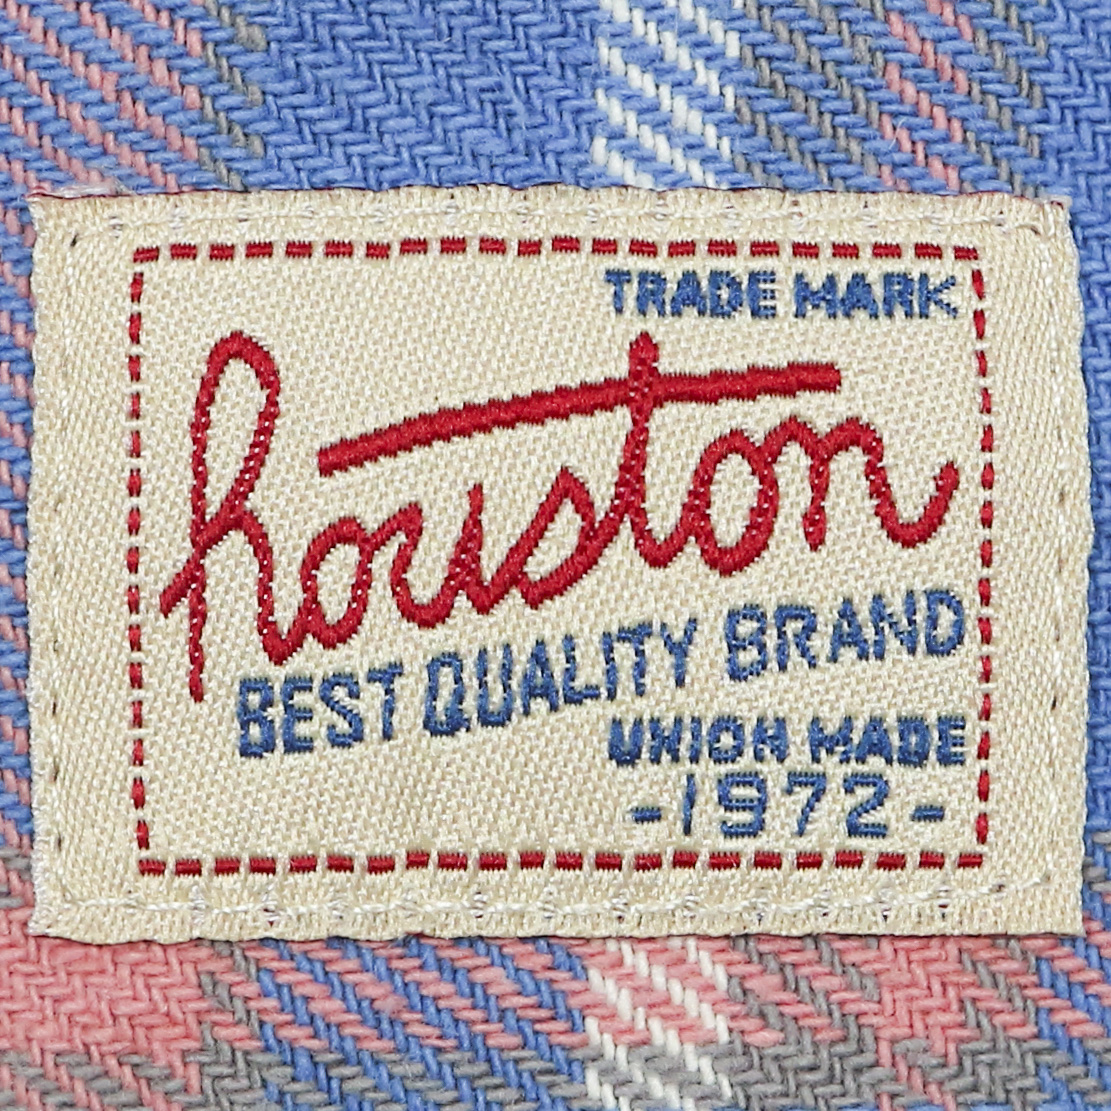 TRADE MARK
houston
BEST QUALITY BRAND
UNION MADE
-1972-